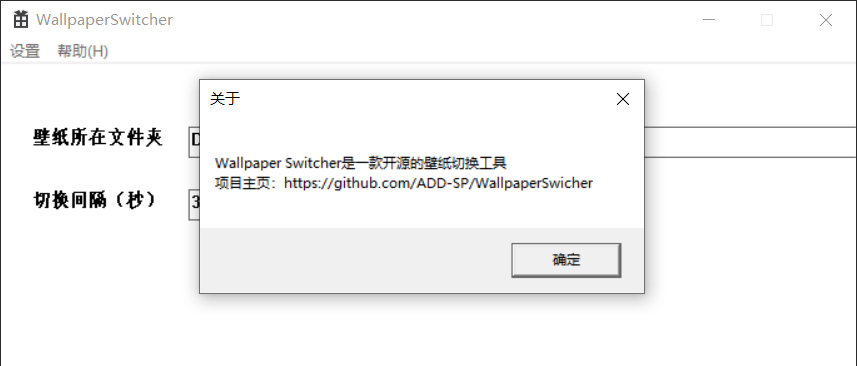 WallpaperSwitcher
设置 帮助(H)
关于
壁纸所在文件夹 D
Wallpaper Switcher是一款开源的壁纸切换工具
项目主页：https://github.com/ADD-SP/WallpaperSwicher
切换间隔（秒） 3
确定